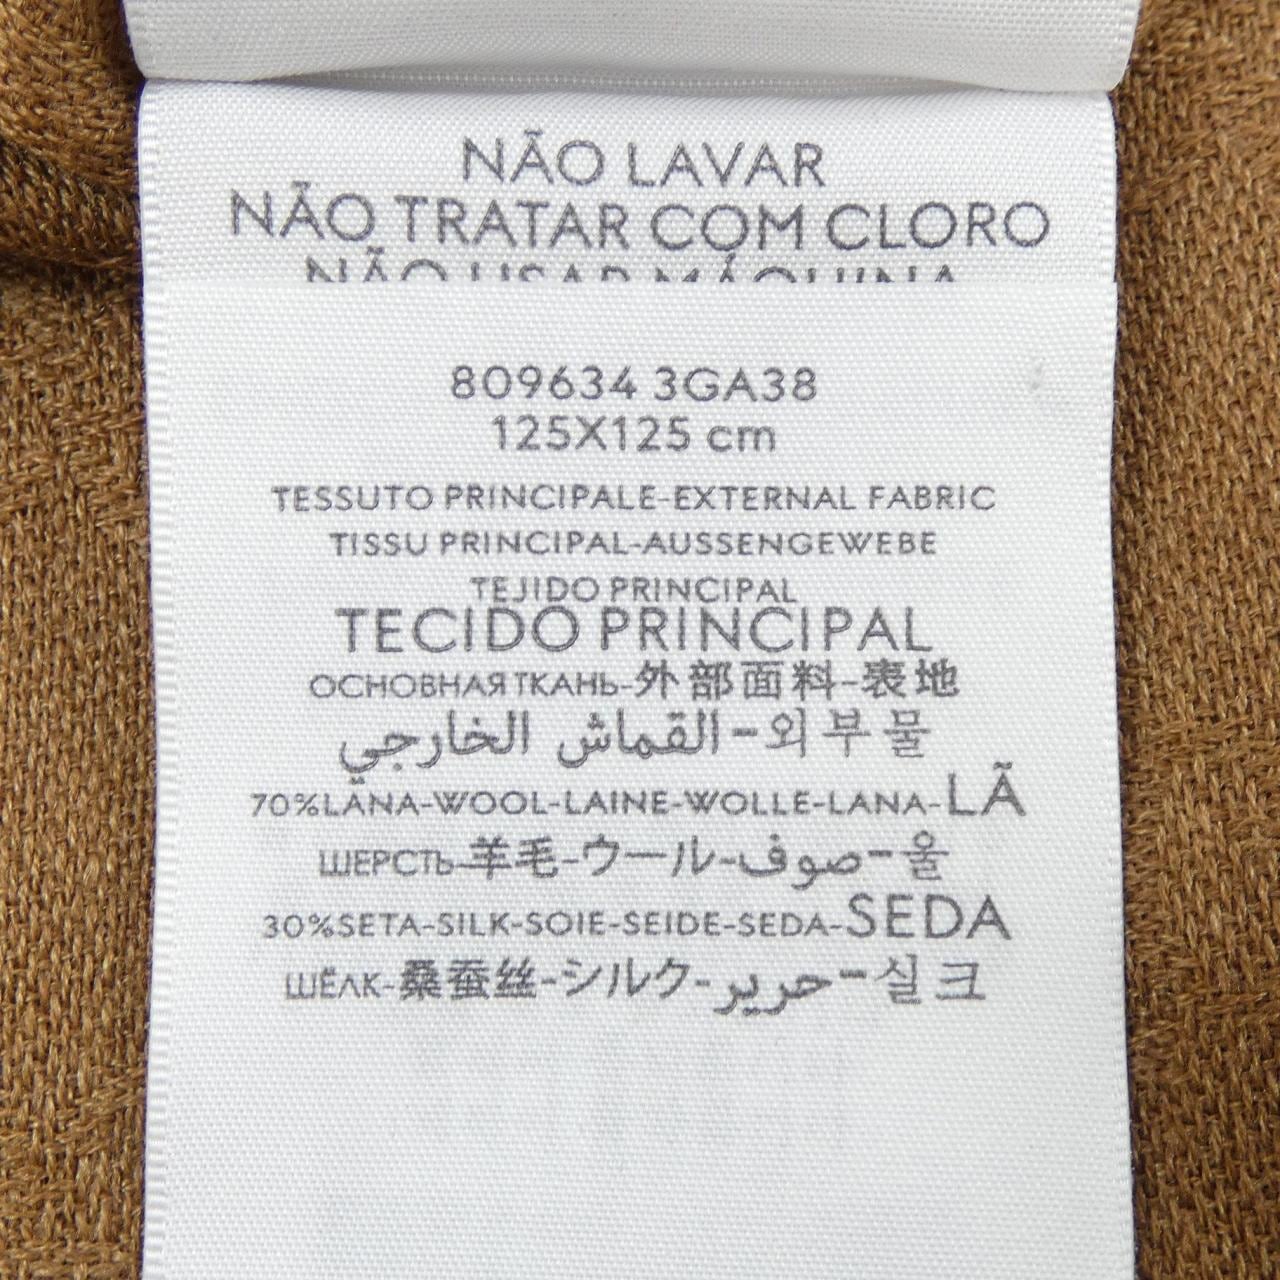 NÃO LAVAR
NÃO TRATAR COM CLORO
NÃO USAR MÁQUINA
809634 3GA38
125X125 cm
TESSUTO PRINCIPALE-EXTERNAL FABRIC
TISSU PRINCIPAL-AUSSENGEWEBE
TEJIDO PRINCIPAL
TECIDO PRINCIPAL
ОСНОВНАЯ ТКАНЬ-外部面料-表地
القماش الخارجي-외부물
70%LANA-WOOL-LAINE-WOLLE-LANA-LÃ
ШЕРСТЬ-羊毛-ウール-صوف-울
30%SETA-SILK-SOIE-SEIDE-SEDA-SEDA
ШЁЛК-桑蚕丝-シルク-حرير-실크